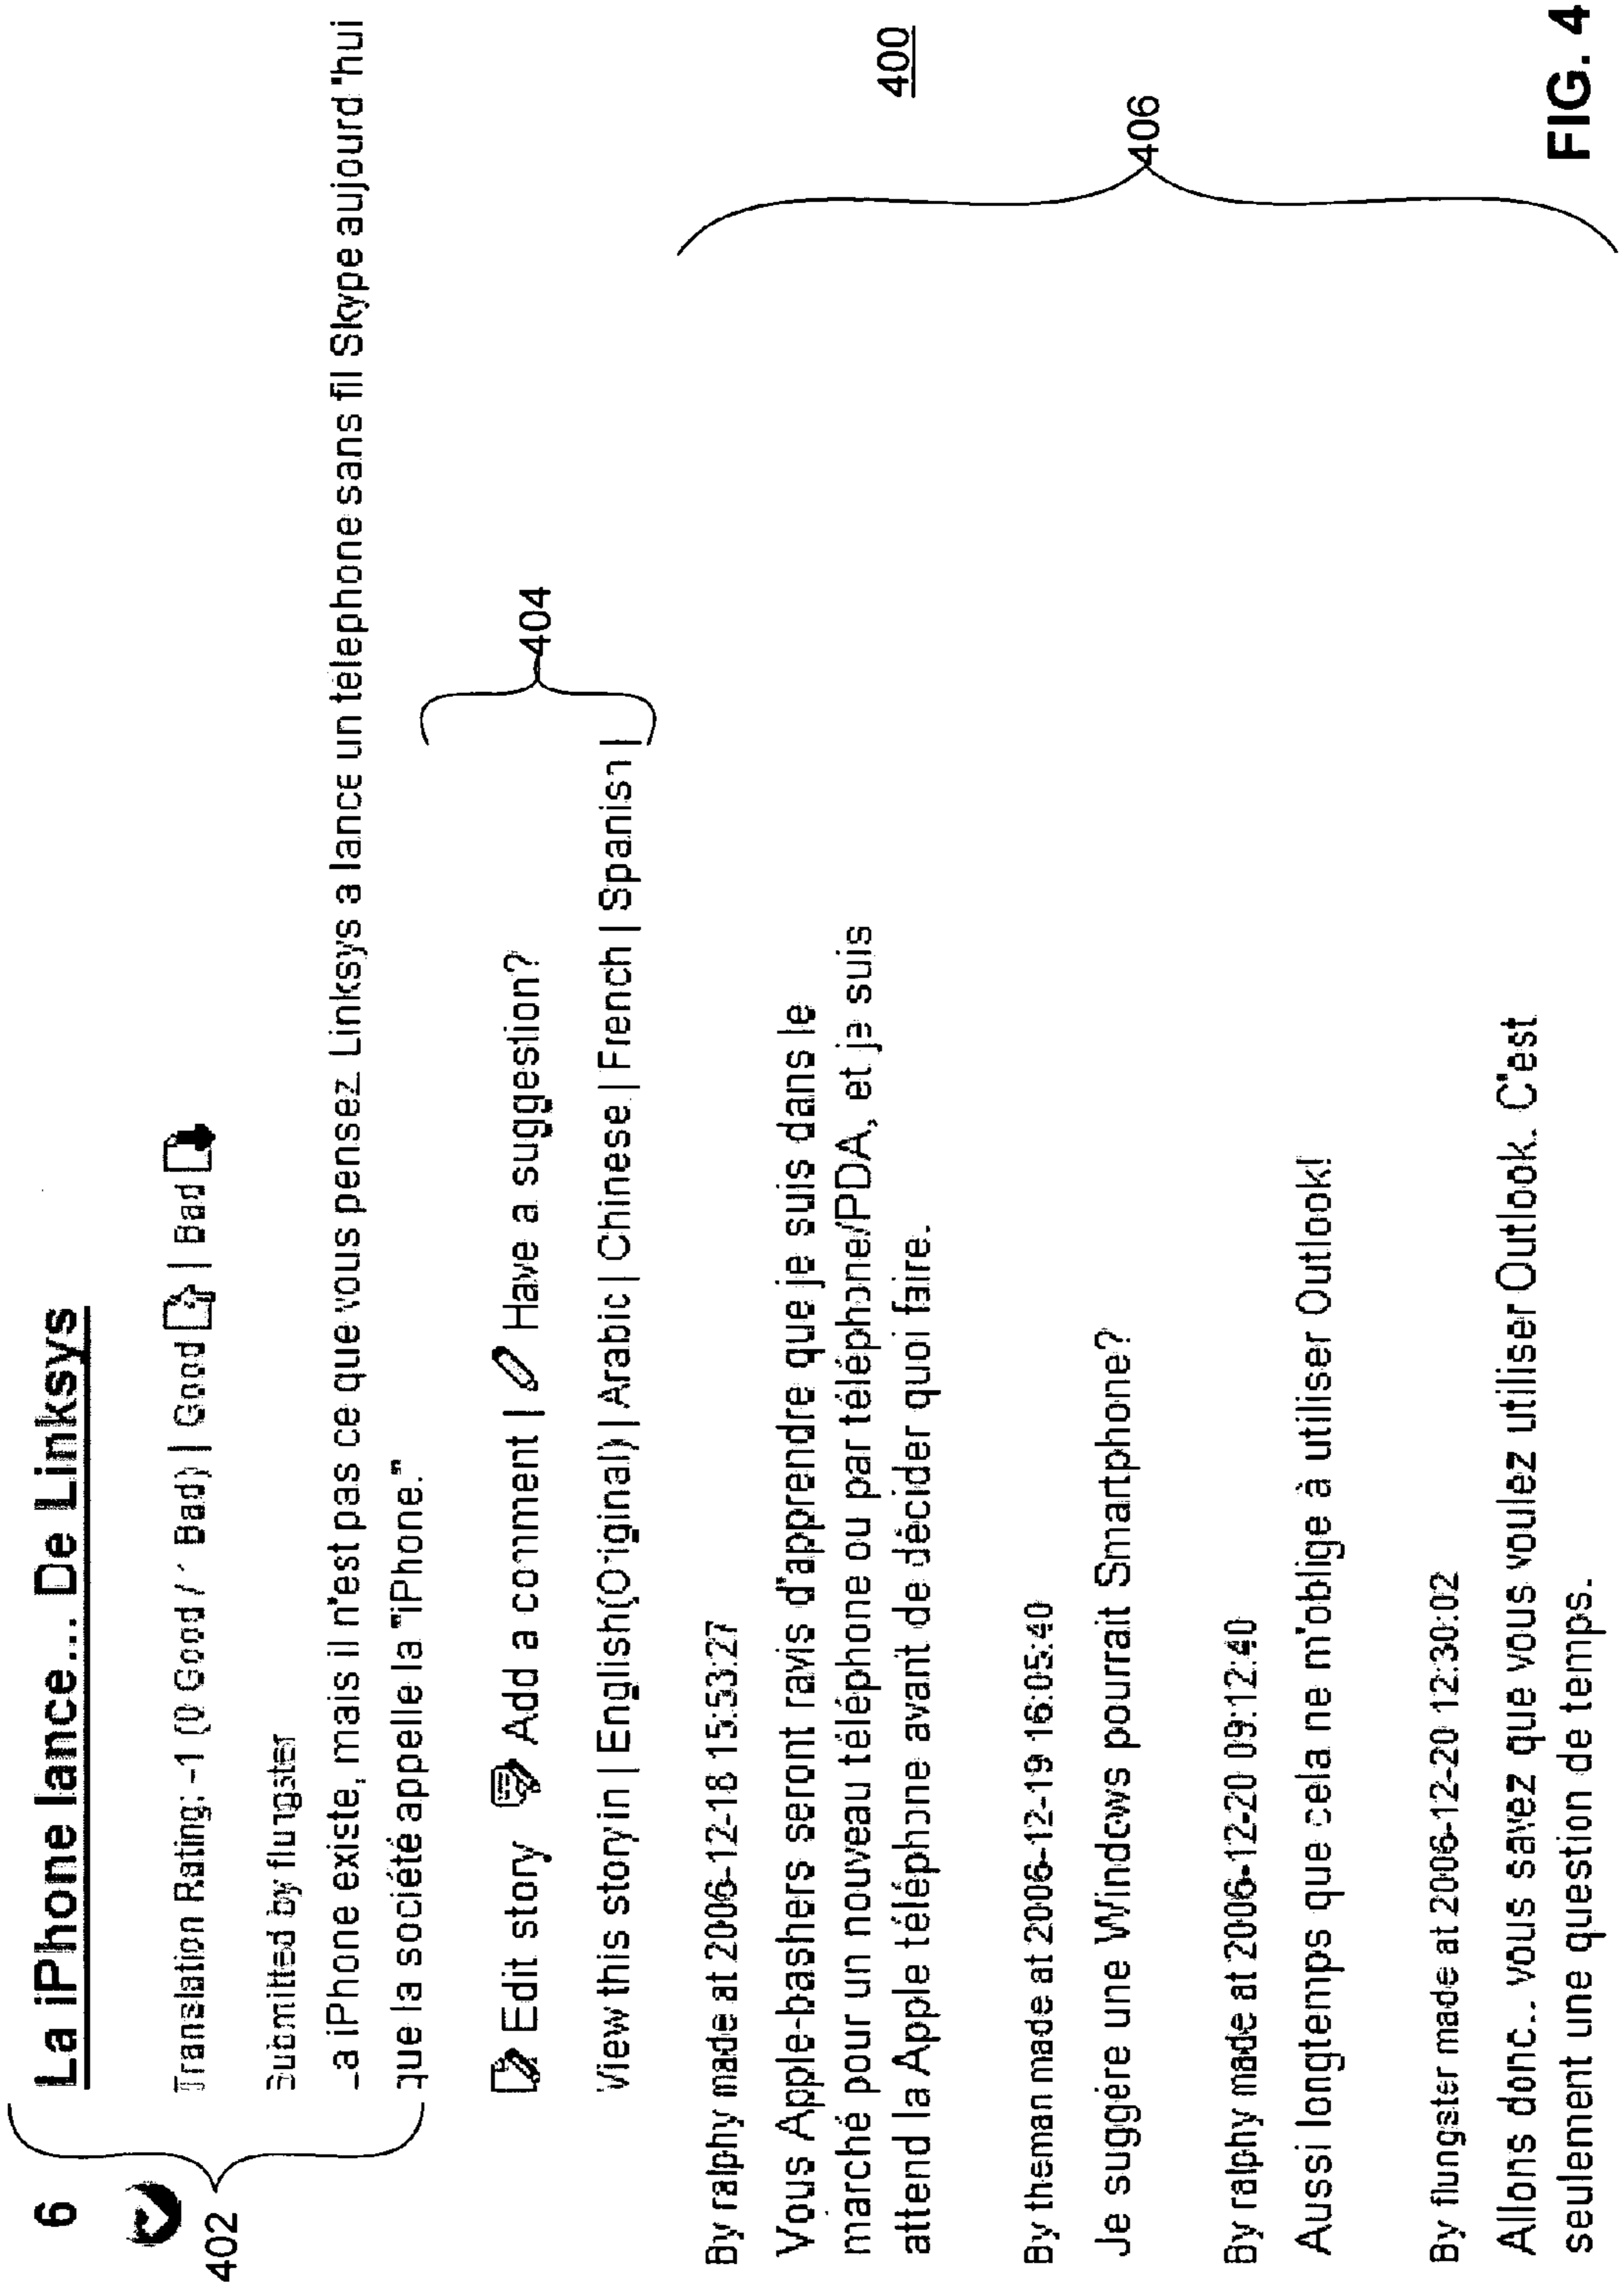 6 La iPhone lance... De Linksys
Translation Rating: -1 (0 Good / 1 Bad) | Good | Bad
Submitted by flungster
La iPhone existe, mais il n'est pas ce que vous pensez. Linksys a lance un téléphone sans fil Skype aujourd 'hui
que la société appelle la "iPhone."
402
Edit story Add a comment | Have a suggestion?
View this story in | English(Original) | Arabic | Chinese | French | Spanish |
404
By ralphy made at 2006-12-18 15:53:27
Vous Apple-bashers seront ravis d'apprendre que je suis dans le
marché pour un nouveau téléphone ou par téléphone/PDA, et je suis
attend la Apple téléphone avant de décider quoi faire.
By theman made at 2006-12-19 16:05:40
Je suggère une Windows pourrait Smartphone?
By ralphy made at 2006-12-20 09:12:40
Aussi longtemps que cela ne m'oblige à utiliser Outlook!
By flungster made at 2006-12-20 12:30:02
Allons donc.. vous savez que vous voulez utiliser Outlook. C'est
seulement une question de temps.
406
400
FIG. 4